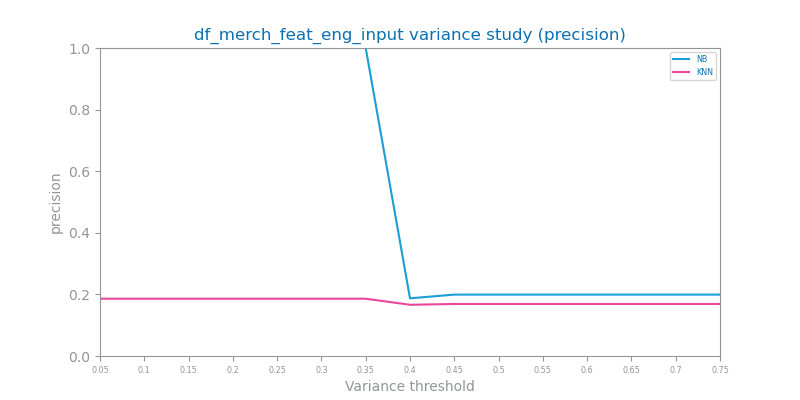 df_merch_feat_eng_input variance study (precision)
1.0
0.8
0.6
0.4
0.2
0.0
precision
NB
KNN
0.05 0.1 0.15 0.2 0.25 0.3 0.35 0.4 0.45 0.5 0.55 0.6 0.65 0.7 0.75
Variance threshold